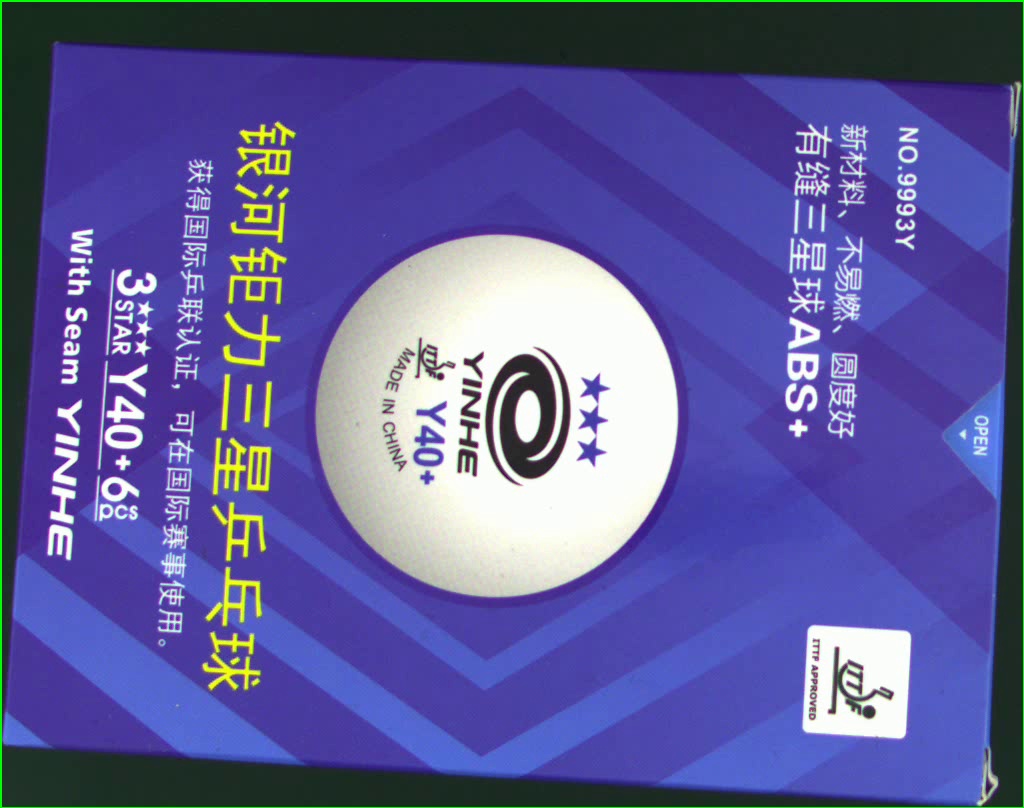 OPEN
NO.9993Y
新材料、不易燃、圆度好
有缝三星球ABS+
ITTF
ITTF APPROVED
YINHE
ITTF Y40+
MADE IN CHINA
银河钜力三星乒乓球
获得国际乒联认证，可在国际赛事使用。
3 STAR Y40+ 6PCS
With Seam YINHE